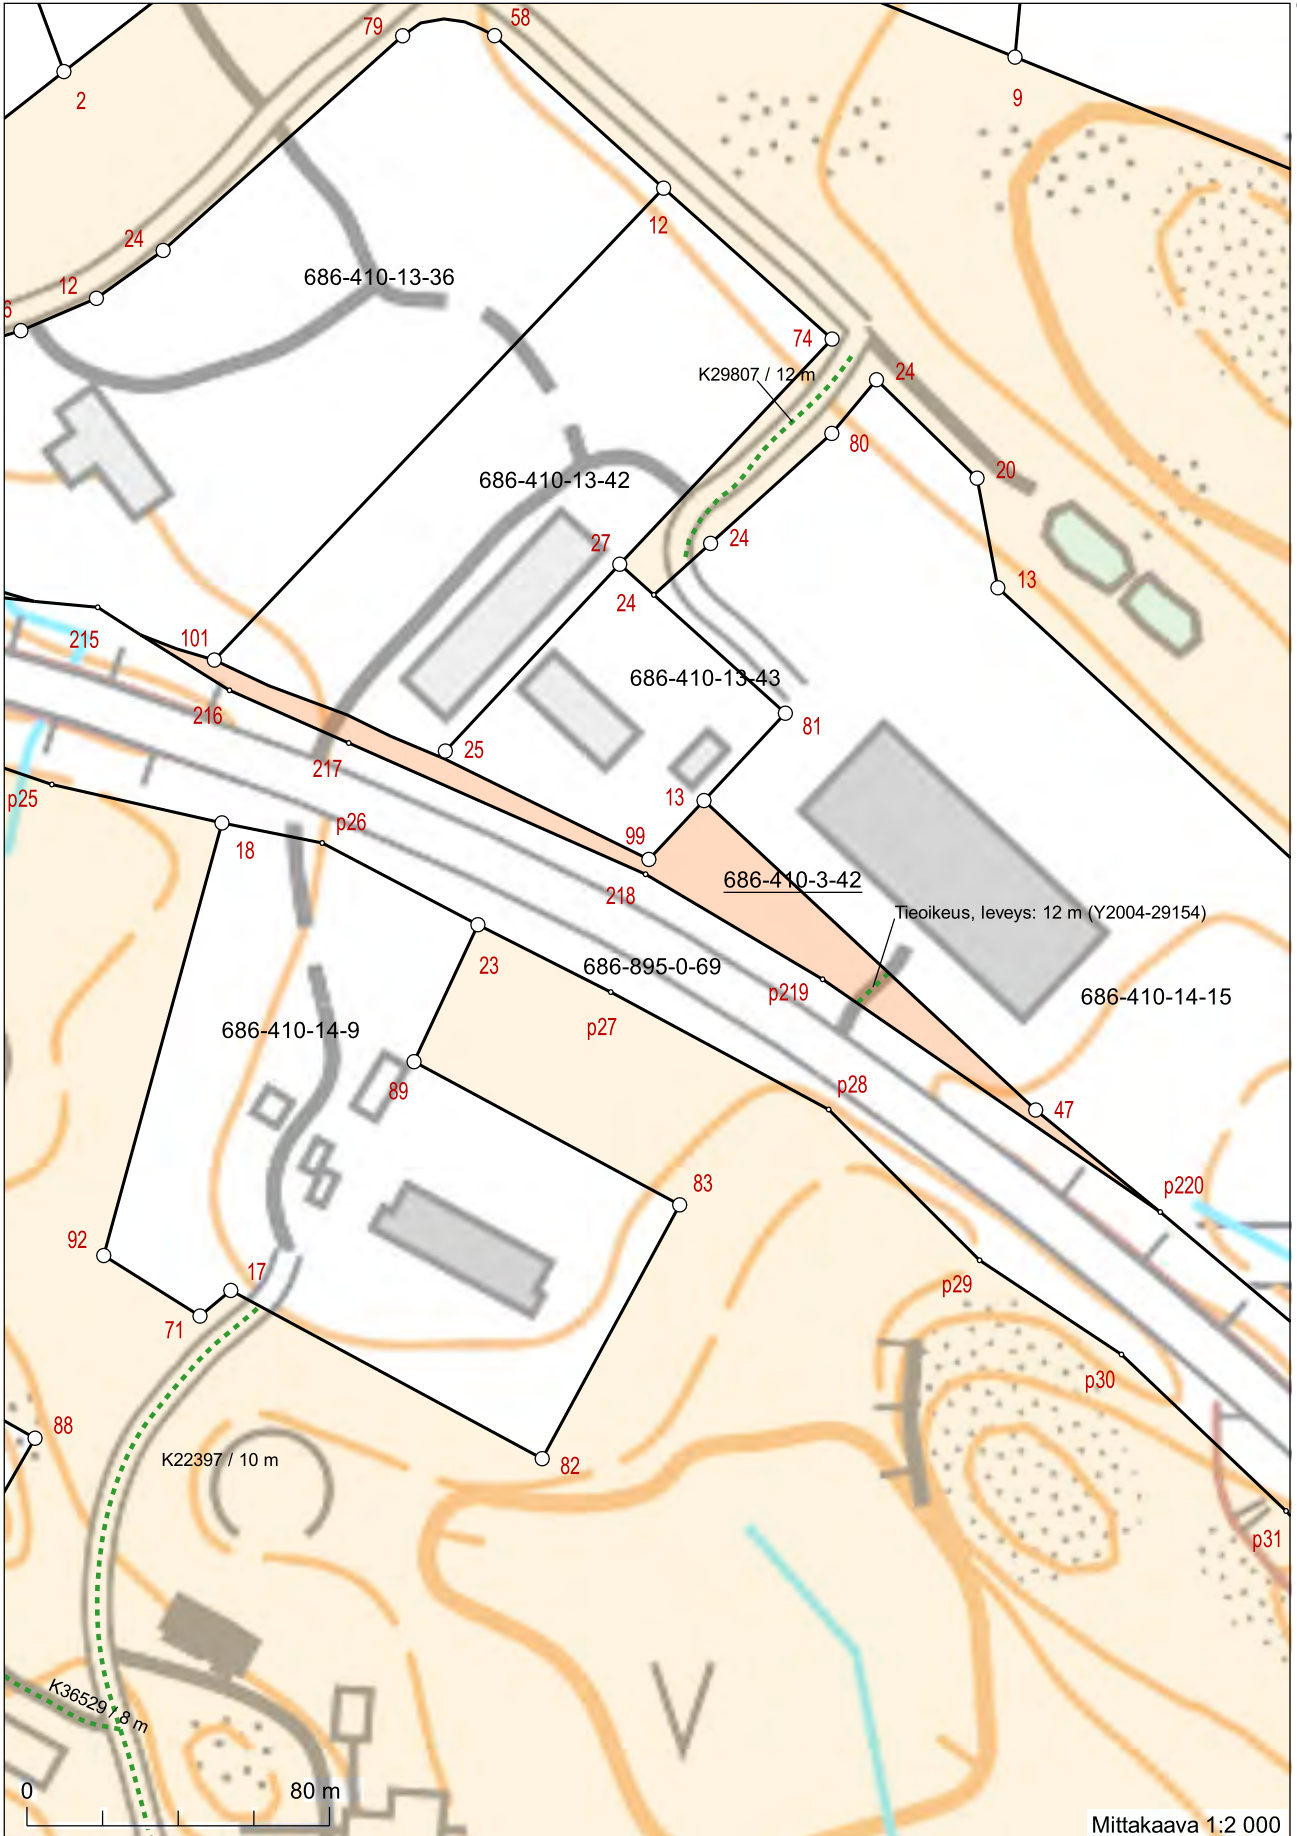 79
58
2
9
24
12
12
6
686-410-13-36
74
K29807 / 12 m
24
80
20
686-410-13-42
27
24
13
24
215
101
686-410-13-43
216
81
217
25
p25
13
p26
18
99
218
686-410-3-42
Tieoikeus, leveys: 12 m (Y2004-29154)
23
686-895-0-69
p219
686-410-14-15
p27
686-410-14-9
89
p28
47
83
p220
92
17
p29
71
p30
88
K22397 / 10 m
82
p31
K36529 / 8 m
0
80 m
Mittakaava 1:2 000